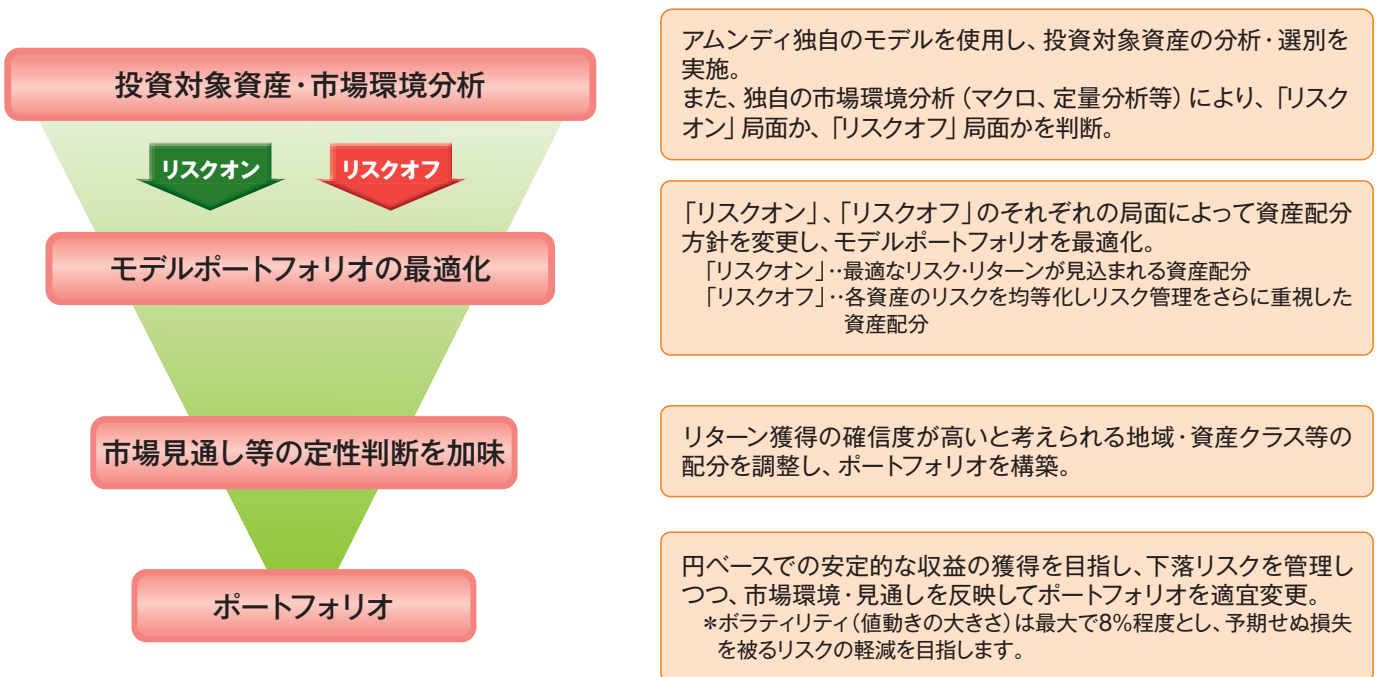 投資対象資産・市場環境分析
リスクオン
リスクオフ
モデルポートフォリオの最適化
市場見通し等の定性判断を加味
ポートフォリオ
アムンディ独自のモデルを使用し、投資対象資産の分析・選別を
実施。
また、独自の市場環境分析（マクロ、定量分析等）により、「リスク
オン」局面か、「リスクオフ」局面かを判断。
「リスクオン」、「リスクオフ」のそれぞれの局面によって資産配分
方針を変更し、モデルポートフォリオを最適化。
「リスクオン」‥最適なリスク・リターンが見込まれる資産配分
「リスクオフ」‥各資産のリスクを均等化しリスク管理をさらに重視した
資産配分
リターン獲得の確信度が高いと考えられる地域・資産クラス等の
配分を調整し、ポートフォリオを構築。
円ベースでの安定的な収益の獲得を目指し、下落リスクを管理し
つつ、市場環境・見通しを反映してポートフォリオを適宜変更。
＊ボラティリティ（値動きの大きさ）は最大で8%程度とし、予期せぬ損失
を被るリスクの軽減を目指します。